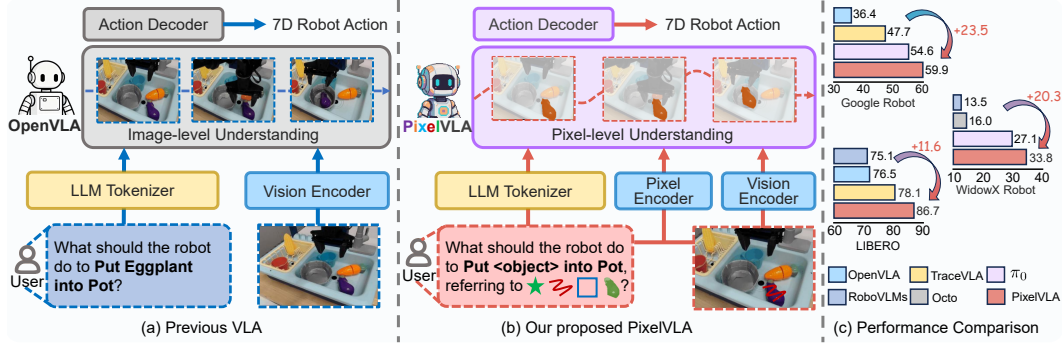 Action Decoder
7D Robot Action
OpenVLA
Image-level Understanding
LLM Tokenizer
Vision Encoder
User
What should the robot
do to Put Eggplant
into Pot?
(a) Previous VLA
Action Decoder
7D Robot Action
PixelVLA
Pixel-level Understanding
LLM Tokenizer
Pixel
Encoder
Vision
Encoder
User
What should the robot do
to Put <object> into Pot,
referring to ?
(b) Our proposed PixelVLA
36.4
47.7
54.6
59.9
+23.5
30 40 50 60
Google Robot
13.5
16.0
27.1
33.8
+20.3
10 20 30 40
WidowX Robot
75.1
76.5
78.1
86.7
+11.6
60 70 80 90
LIBERO
OpenVLA
TraceVLA
π0
RoboVLMs
Octo
PixelVLA
(c) Performance Comparison